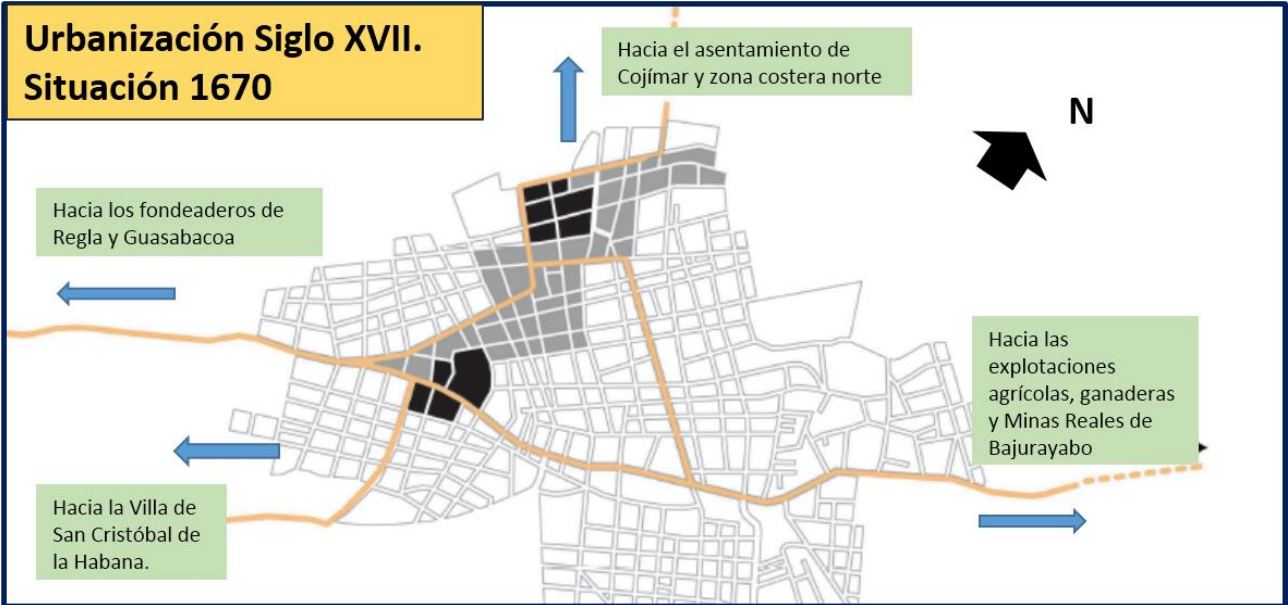 Urbanización Siglo XVII.
Situación 1670
Hacia el asentamiento de
Cojímar y zona costera norte
N
Hacia los fondeaderos de
Regla y Guasabacoa
Hacia las
explotaciones
agrícolas, ganaderas
y Minas Reales de
Bajurayabo
Hacia la Villa de
San Cristóbal de
la Habana.